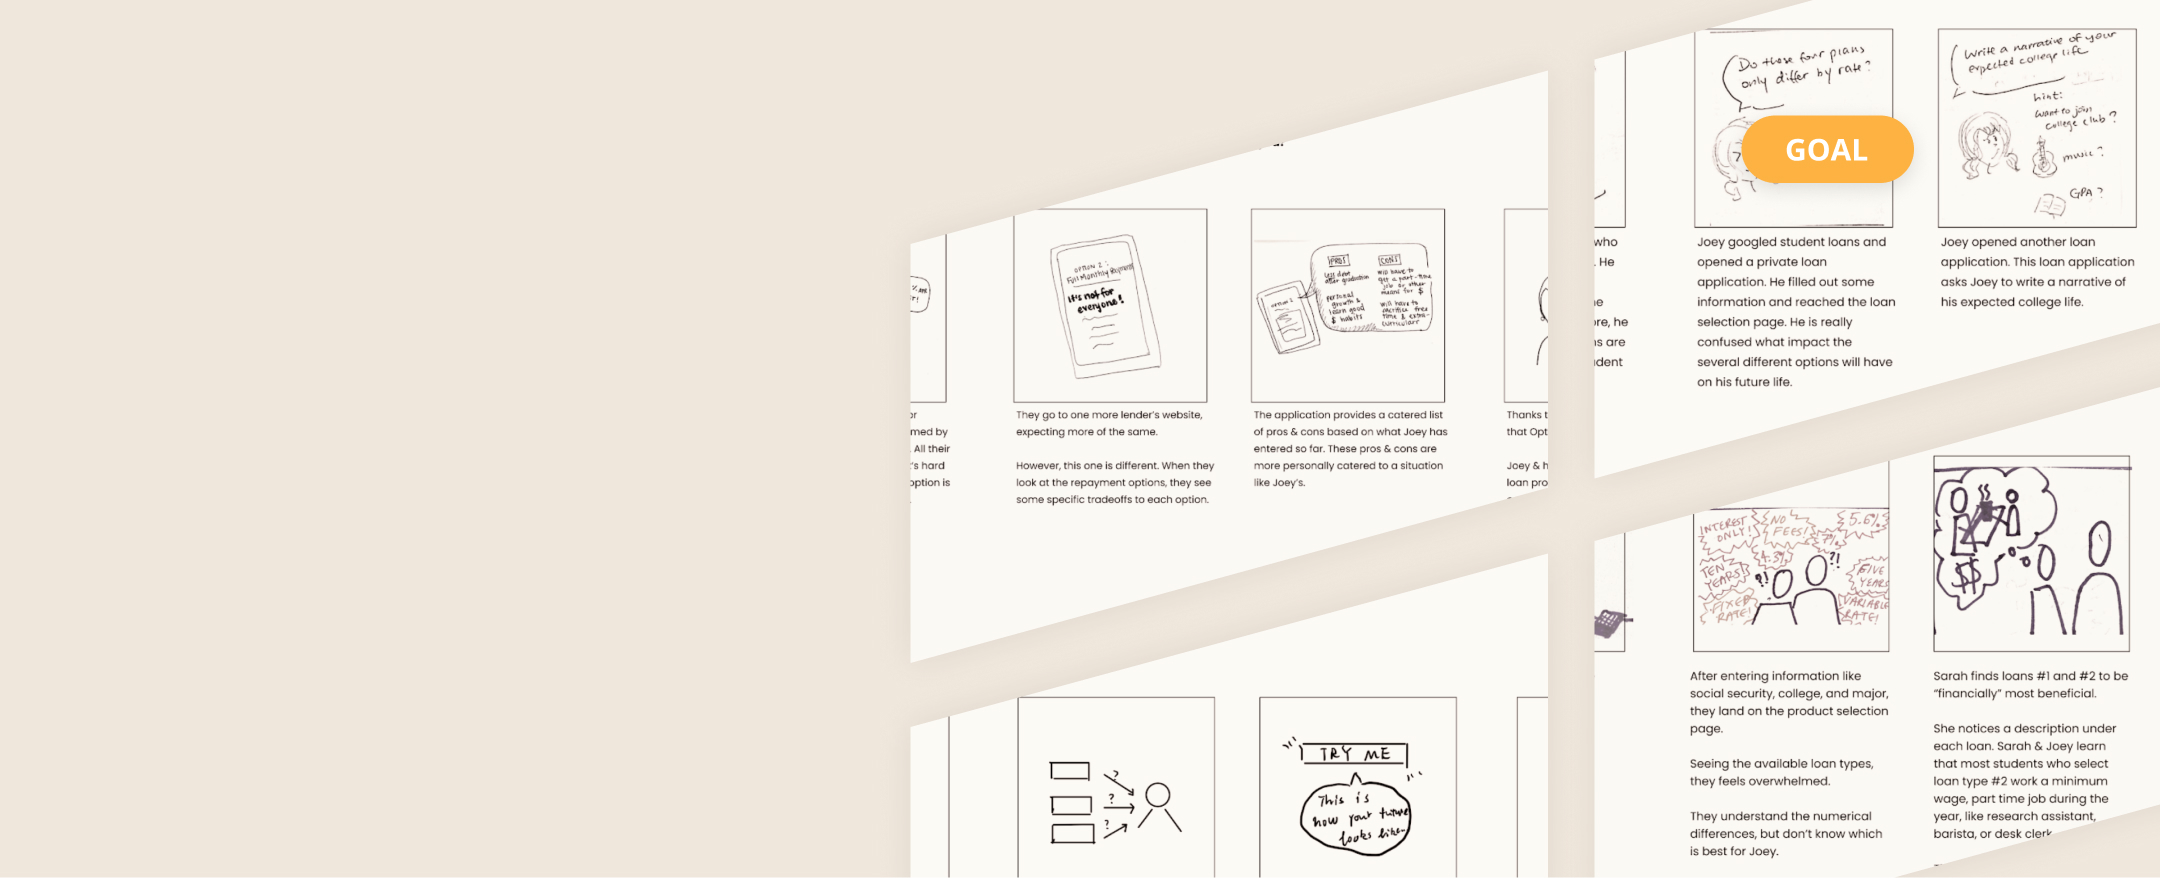 OPTION 2:
Full Monthly Repayment
It's not for
everyone!
They go to one more lender's website,
expecting more of the same.
However, this one is different. When they
look at the repayment options, they see
some specific tradeoffs to each option.
PROS
less debt
after graduation
personal
growth &
learn good
$ habits
CONS
will have to
get a part-time
job or other
means for $
will have to
sacrifice free
time & extra-
curriculars
The application provides a catered list
of pros & cons based on what Joey has
entered so far. These pros & cons are
more personally catered to a situation
like Joey's.
med by
All their
's hard
option is
Thanks t
that Opt
Joey & h
loan pro
?
?
?
TRY ME
This is
how your future
looks like~
who
. He
re, he
s are
dent
Do these four plans
only differ by rate?
GOAL
Joey googled student loans and
opened a private loan
application. He filled out some
information and reached the loan
selection page. He is really
confused what impact the
several different options will have
on his future life.
Write a narrative of your
expected college life
hint:
Want to join
college club?
music?
GPA?
Joey opened another loan
application. This loan application
asks Joey to write a narrative of
his expected college life.
INTEREST
ONLY!
NO
FEES!
5.6%
7%
4.3%
TEN
YEARS!
FIVE
YEARS
FIXED
RATE!
VARIABLE
RATE!
?!
?!
After entering information like
social security, college, and major,
they land on the product selection
page.
Seeing the available loan types,
they feels overwhelmed.
They understand the numerical
differences, but don't know which
is best for Joey.
$
Sarah finds loans #1 and #2 to be
"financially" most beneficial.
She notices a description under
each loan. Sarah & Joey learn
that most students who select
loan type #2 work a minimum
wage, part time job during the
year, like research assistant,
barista, or desk clerk